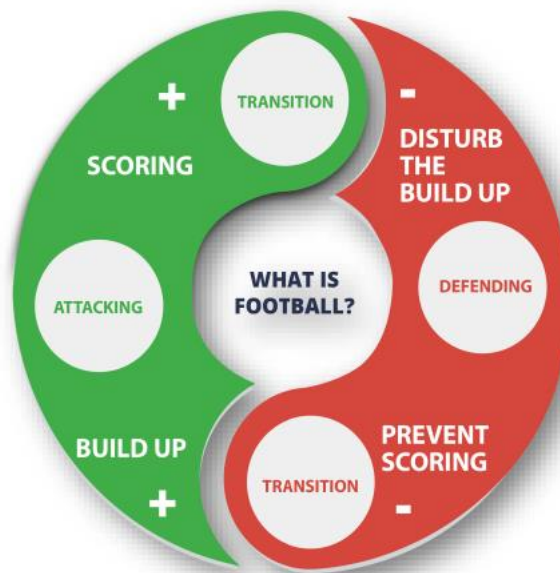 +
TRANSITION
SCORING
ATTACKING
BUILD UP
+
WHAT IS
FOOTBALL?
-
DISTURB
THE
BUILD UP
DEFENDING
PREVENT
SCORING
TRANSITION
-